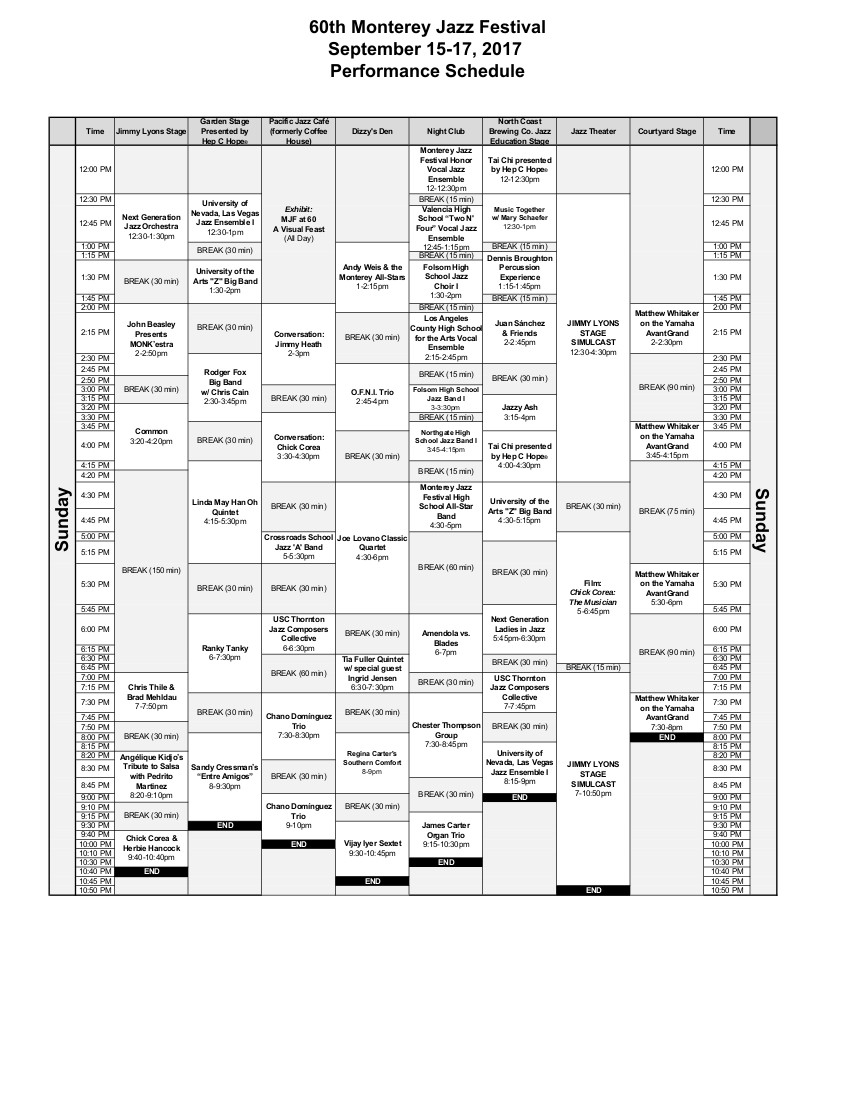 60th Monterey Jazz Festival
September 15-17, 2017
Performance Schedule
Time
Jimmy Lyons Stage
Garden Stage
Presented by
Hep C Hope®
Pacific Jazz Café
(formerly Coffee
House)
Dizzy's Den
Night Club
North Coast
Brewing Co. Jazz
Education Stage
Jazz Theater
Courtyard Stage
Time
Sunday
12:00 PM
12:30 PM
12:45 PM
1:00 PM
1:15 PM
1:30 PM
1:45 PM
2:00 PM
2:15 PM
2:30 PM
2:45 PM
2:50 PM
3:00 PM
3:15 PM
3:20 PM
3:30 PM
3:45 PM
4:00 PM
4:15 PM
4:20 PM
4:30 PM
4:45 PM
5:00 PM
5:15 PM
5:30 PM
5:45 PM
6:00 PM
6:15 PM
6:30 PM
6:45 PM
7:00 PM
7:15 PM
7:30 PM
7:45 PM
7:50 PM
8:00 PM
8:15 PM
8:20 PM
8:30 PM
8:45 PM
9:00 PM
9:10 PM
9:15 PM
9:30 PM
9:40 PM
10:00 PM
10:10 PM
10:30 PM
10:40 PM
10:45 PM
10:50 PM
Next Generation
Jazz Orchestra
12:30-1:30pm
BREAK (30 min)
John Beasley
Presents
MONK'estra
2-2:50pm
BREAK (30 min)
Common
3:20-4:20pm
BREAK (150 min)
Chris Thile &
Brad Mehldau
7-7:50pm
BREAK (30 min)
Angélique Kidjo's
Tribute to Salsa
with Pedrito
Martinez
8:20-9:10pm
BREAK (30 min)
Chick Corea &
Herbie Hancock
9:40-10:40pm
END
University of
Nevada, Las Vegas
Jazz Ensemble I
12:30-1pm
BREAK (30 min)
University of the
Arts "Z" Big Band
1:30-2pm
BREAK (30 min)
Rodger Fox
Big Band
w/ Chris Cain
2:30-3:45pm
BREAK (30 min)
Linda May Han Oh
Quintet
4:15-5:30pm
BREAK (30 min)
Ranky Tanky
6-7:30pm
BREAK (30 min)
Sandy Cressman's
"Entre Amigos"
8-9:30pm
END
Exhibit:
MJF at 60
A Visual Feast
(All Day)
Conversation:
Jimmy Heath
2-3pm
BREAK (30 min)
Conversation:
Chick Corea
3:30-4:30pm
BREAK (30 min)
Crossroads School
Jazz 'A' Band
5-5:30pm
BREAK (30 min)
USC Thornton
Jazz Composers
Collective
6-6:30pm
BREAK (60 min)
Chano Domínguez
Trio
7:30-8:30pm
BREAK (30 min)
Chano Domínguez
Trio
9-10pm
END
Andy Weis & the
Monterey All-Stars
1-2:15pm
BREAK (30 min)
O.F.N.I. Trio
2:45-4pm
BREAK (30 min)
Joe Lovano Classic
Quartet
4:30-6pm
BREAK (30 min)
Tia Fuller Quintet
w/ special guest
Ingrid Jensen
6:30-7:30pm
BREAK (30 min)
Regina Carter's
Southern Comfort
8-9pm
BREAK (30 min)
Vijay Iyer Sextet
9:30-10:45pm
END
Monterey Jazz
Festival Honor
Vocal Jazz
Ensemble
12-12:30pm
BREAK (15 min)
Valencia High
School "Two N'
Four" Vocal Jazz
Ensemble
12:45-1:15pm
BREAK (15 min)
Folsom High
School Jazz
Choir I
1:30-2pm
BREAK (15 min)
Los Angeles
County High School
for the Arts Vocal
Ensemble
2:15-2:45pm
BREAK (15 min)
Folsom High School
Jazz Band I
3-3:30pm
BREAK (15 min)
Northgate High
School Jazz Band I
3:45-4:15pm
BREAK (15 min)
Monterey Jazz
Festival High
School All-Star
Band
4:30-5pm
BREAK (60 min)
Amendola vs.
Blades
6-7pm
BREAK (30 min)
Chester Thompson
Group
7:30-8:45pm
BREAK (30 min)
James Carter
Organ Trio
9:15-10:30pm
END
Tai Chi presented
by Hep C Hope®
12-12:30pm
Music Together
w/ Mary Schaefer
12:30-1pm
BREAK (15 min)
Dennis Broughton
Percussion
Experience
1:15-1:45pm
BREAK (15 min)
Juan Sánchez
& Friends
2-2:45pm
BREAK (30 min)
Jazzy Ash
3:15-4pm
Tai Chi presented
by Hep C Hope®
4:00-4:30pm
University of the
Arts "Z" Big Band
4:30-5:15pm
BREAK (30 min)
Next Generation
Ladies in Jazz
5:45pm-6:30pm
BREAK (30 min)
USC Thornton
Jazz Composers
Collective
7-7:45pm
BREAK (30 min)
University of
Nevada, Las Vegas
Jazz Ensemble I
8:15-9pm
END
JIMMY LYONS
STAGE
SIMULCAST
12:30-4:30pm
BREAK (30 min)
Film:
Chick Corea:
The Musician
5-6:45pm
BREAK (15 min)
JIMMY LYONS
STAGE
SIMULCAST
7-10:50pm
END
Matthew Whitaker
on the Yamaha
AvantGrand
2-2:30pm
BREAK (90 min)
Matthew Whitaker
on the Yamaha
AvantGrand
3:45-4:15pm
BREAK (75 min)
Matthew Whitaker
on the Yamaha
AvantGrand
5:30-6pm
BREAK (90 min)
Matthew Whitaker
on the Yamaha
AvantGrand
7:30-8pm
END
12:00 PM
12:30 PM
12:45 PM
1:00 PM
1:15 PM
1:30 PM
1:45 PM
2:00 PM
2:15 PM
2:30 PM
2:45 PM
2:50 PM
3:00 PM
3:15 PM
3:20 PM
3:30 PM
3:45 PM
4:00 PM
4:15 PM
4:20 PM
4:30 PM
4:45 PM
5:00 PM
5:15 PM
5:30 PM
5:45 PM
6:00 PM
6:15 PM
6:30 PM
6:45 PM
7:00 PM
7:15 PM
7:30 PM
7:45 PM
7:50 PM
8:00 PM
8:15 PM
8:20 PM
8:30 PM
8:45 PM
9:00 PM
9:10 PM
9:15 PM
9:30 PM
9:40 PM
10:00 PM
10:10 PM
10:30 PM
10:40 PM
10:45 PM
10:50 PM
Sunday